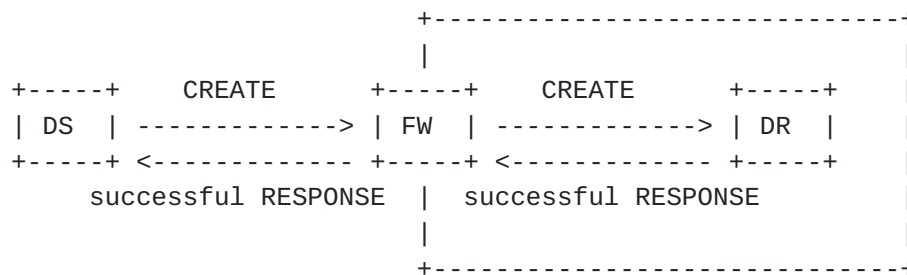 CREATE CREATE
DS FW DR
successful RESPONSE successful RESPONSE